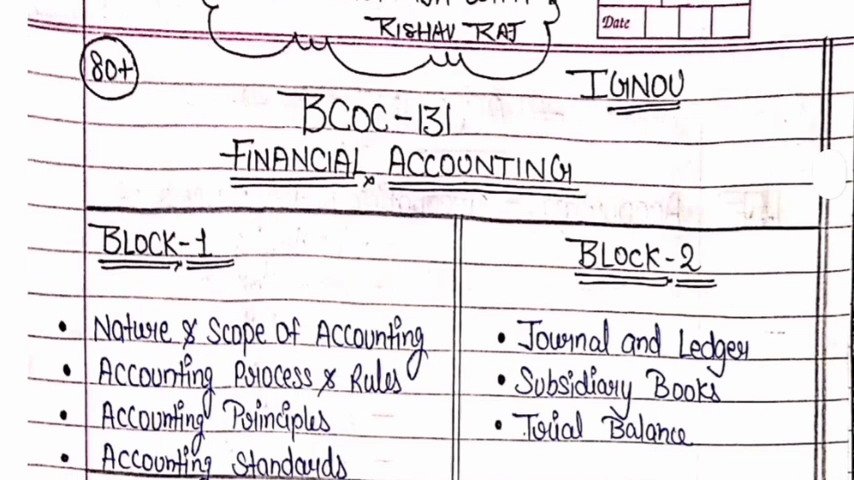 RISHAV RAJ
Date
80+
IGNOU
BCOC-131
FINANCIAL ACCOUNTING
BLOCK-1
• Nature & Scope of Accounting
• Accounting Process & Rules
• Accounting Principles
• Accounting Standards
BLOCK-2
• Journal and Ledger
• Subsidiary Books
• Trial Balance